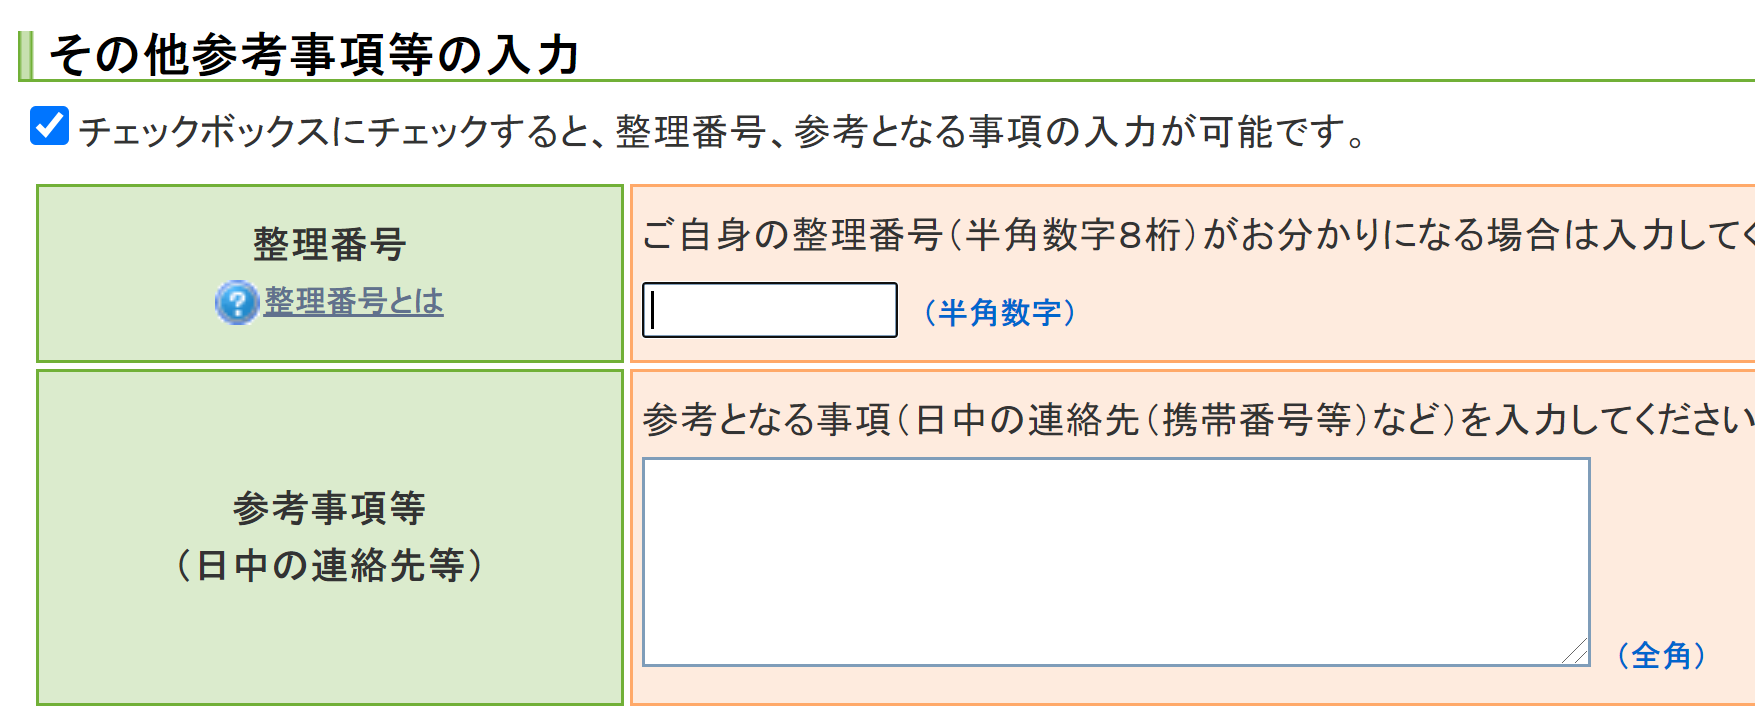 その他参考事項等の入力
チェックボックスにチェックすると、整理番号、参考となる事項の入力が可能です。
整理番号
整理番号とは
ご自身の整理番号（半角数字８桁）がお分かりになる場合は入力してく
（半角数字）
参考事項等
（日中の連絡先等）
参考となる事項（日中の連絡先（携帯番号等）など）を入力してください
（全角）